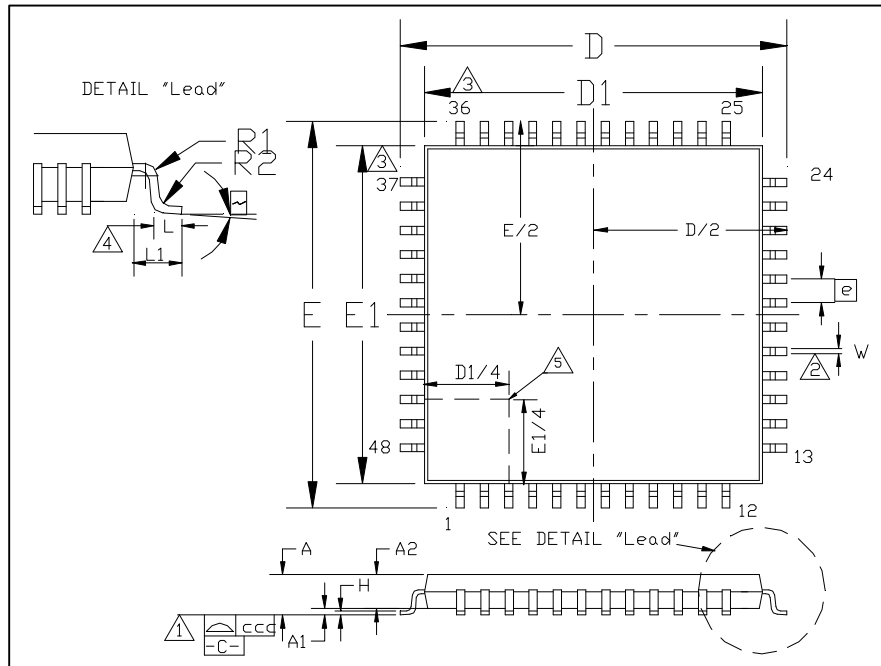 D
DETAIL "Lead"
3
D1
36
25
R1
R2
3
37
24
E/2
D/2
4
L
L1
e
E
E1
W
2
D1/4
5
E1/4
48
13
1
12
SEE DETAIL "Lead"
A
A2
H
1
ccc
A1
-C-